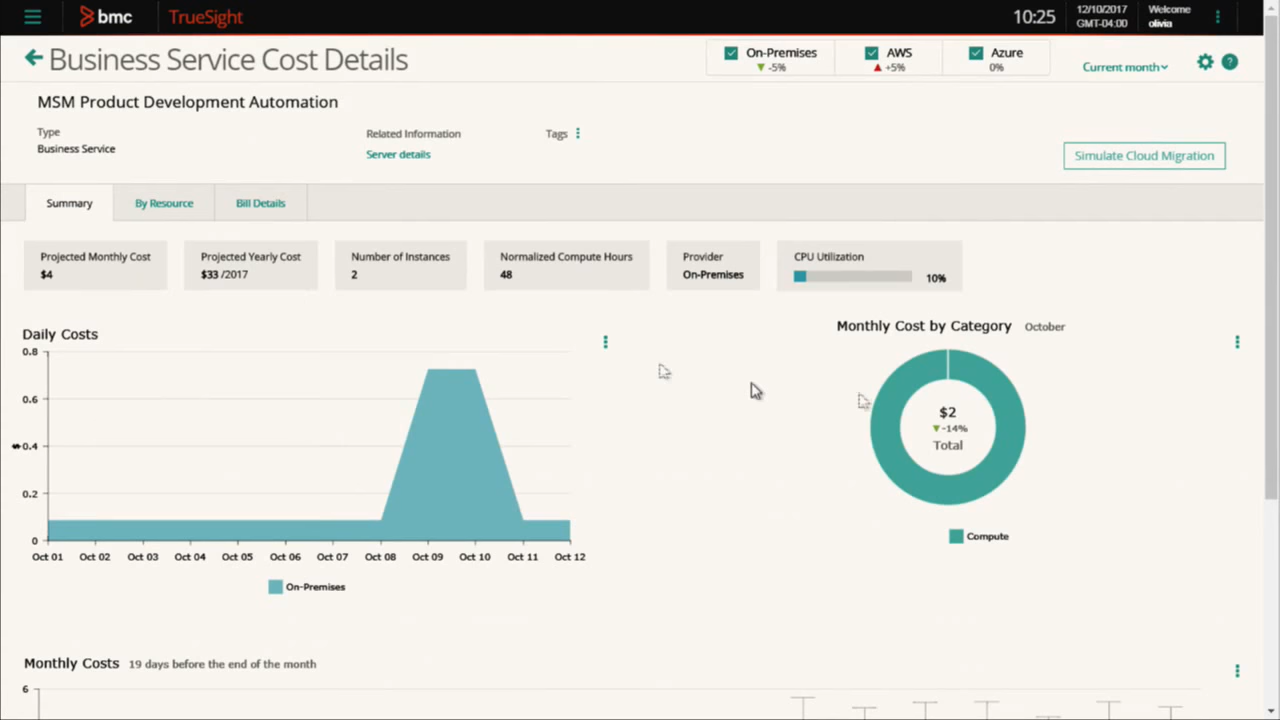 bmc TrueSight 10:25 12/10/2017 GMT-04:00 Welcome olivia
Business Service Cost Details
On-Premises -5% AWS +5% Azure 0% Current month
MSM Product Development Automation
Type Related Information Tags
Business Service Server details
Simulate Cloud Migration
Summary By Resource Bill Details
Projected Monthly Cost Projected Yearly Cost Number of Instances Normalized Compute Hours Provider CPU Utilization
$4 $33 /2017 2 48 On-Premises 10%
Daily Costs
0.8
0.6
0.4
0.2
0
$
Oct 01 Oct 02 Oct 03 Oct 04 Oct 05 Oct 06 Oct 07 Oct 08 Oct 09 Oct 10 Oct 11 Oct 12
On-Premises
Monthly Cost by Category October
$2
-14%
Total
Compute
Monthly Costs 19 days before the end of the month
6